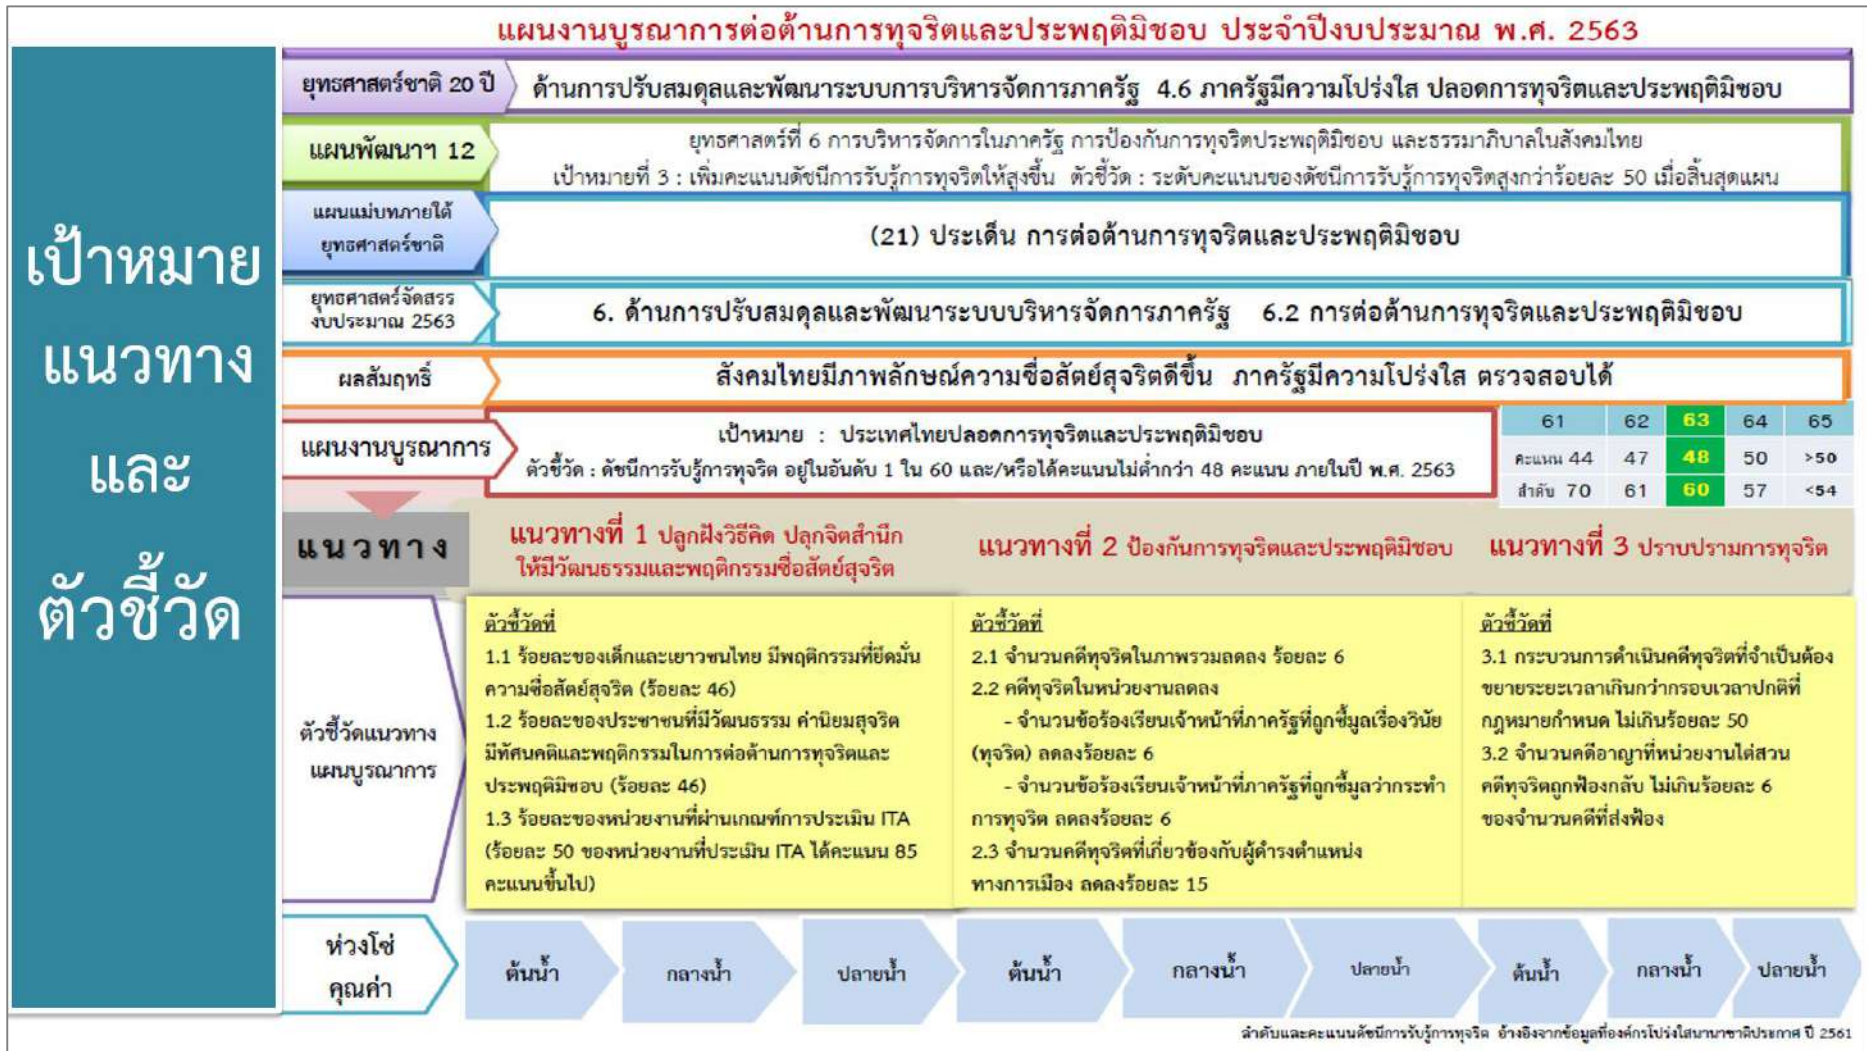 แผนงานบูรณาการต่อต้านการทุจริตและประพฤติมิชอบ ประจำปีงบประมาณ พ.ศ. 2563
เป้าหมาย
แนวทาง
และ
ตัวชี้วัด
ยุทธศาสตร์ชาติ 20 ปี
ด้านการปรับสมดุลและพัฒนาระบบการบริหารจัดการภาครัฐ 4.6 ภาครัฐมีความโปร่งใส ปลอดการทุจริตและประพฤติมิชอบ
แผนพัฒนาฯ 12
ยุทธศาสตร์ที่ 6 การบริหารจัดการในภาครัฐ การป้องกันการทุจริตประพฤติมิชอบ และธรรมาภิบาลในสังคมไทย
เป้าหมายที่ 3 : เพิ่มคะแนนดัชนีการรับรู้การทุจริตให้สูงขึ้น ตัวชี้วัด : ระดับคะแนนของดัชนีการรับรู้การทุจริตสูงกว่าร้อยละ 50 เมื่อสิ้นสุดแผน
แผนแม่บทภายใต้
ยุทธศาสตร์ชาติ
(21) ประเด็น การต่อต้านการทุจริตและประพฤติมิชอบ
ยุทธศาสตร์จัดสรร
งบประมาณ 2563
6. ด้านการปรับสมดุลและพัฒนาระบบบริหารจัดการภาครัฐ 6.2 การต่อต้านการทุจริตและประพฤติมิชอบ
ผลสัมฤทธิ์
สังคมไทยมีภาพลักษณ์ความซื่อสัตย์สุจริตดีขึ้น ภาครัฐมีความโปร่งใส ตรวจสอบได้
แผนงานบูรณาการ
เป้าหมาย : ประเทศไทยปลอดการทุจริตและประพฤติมิชอบ
ตัวชี้วัด : ดัชนีการรับรู้การทุจริต อยู่ในอันดับ 1 ใน 60 และ/หรือได้คะแนนไม่ต่ำกว่า 48 คะแนน ภายในปี พ.ศ. 2563
61 62 63 64 65
คะแนน 44 47 48 50 >50
ลำดับ 70 61 60 57 <54
แนวทาง
แนวทางที่ 1 ปลูกฝังวิธีคิด ปลุกจิตสำนึก
ให้มีวัฒนธรรมและพฤติกรรมซื่อสัตย์สุจริต
แนวทางที่ 2 ป้องกันการทุจริตและประพฤติมิชอบ
แนวทางที่ 3 ปราบปรามการทุจริต
ตัวชี้วัดแนวทาง
แผนบูรณาการ
ตัวชี้วัดที่
1.1 ร้อยละของเด็กและเยาวชนไทย มีพฤติกรรมที่ยึดมั่น
ความซื่อสัตย์สุจริต (ร้อยละ 46)
1.2 ร้อยละของประชาชนที่มีวัฒนธรรม ค่านิยมสุจริต
มีทัศนคติและพฤติกรรมในการต่อต้านการทุจริตและ
ประพฤติมิชอบ (ร้อยละ 46)
1.3 ร้อยละของหน่วยงานที่ผ่านเกณฑ์การประเมิน ITA
(ร้อยละ 50 ของหน่วยงานที่ประเมิน ITA ได้คะแนน 85
คะแนนขึ้นไป)
ตัวชี้วัดที่
2.1 จำนวนคดีทุจริตในภาพรวมลดลง ร้อยละ 6
2.2 คดีทุจริตในหน่วยงานลดลง
- จำนวนข้อร้องเรียนเจ้าหน้าที่ภาครัฐที่ถูกชี้มูลเรื่องวินัย
(ทุจริต) ลดลงร้อยละ 6
- จำนวนข้อร้องเรียนเจ้าหน้าที่ภาครัฐที่ถูกชี้มูลว่ากระทำ
การทุจริต ลดลงร้อยละ 6
2.3 จำนวนคดีทุจริตที่เกี่ยวข้องกับผู้ดำรงตำแหน่ง
ทางการเมือง ลดลงร้อยละ 15
ตัวชี้วัดที่
3.1 กระบวนการดำเนินคดีทุจริตที่จำเป็นต้อง
ขยายระยะเวลาเกินกว่ากรอบเวลาปกติที่
กฎหมายกำหนด ไม่เกินร้อยละ 50
3.2 จำนวนคดีอาญาที่หน่วยงานไต่สวน
คดีทุจริตถูกฟ้องกลับ ไม่เกินร้อยละ 6
ของจำนวนคดีที่ส่งฟ้อง
ห่วงโซ่
คุณค่า
ต้นน้ำ กลางน้ำ ปลายน้ำ ต้นน้ำ กลางน้ำ ปลายน้ำ ต้นน้ำ กลางน้ำ ปลายน้ำ
ลำดับและคะแนนดัชนีการรับรู้การทุจริต อ้างอิงจากข้อมูลที่องค์กรโปร่งใสนานาชาติประกาศ ปี 2561